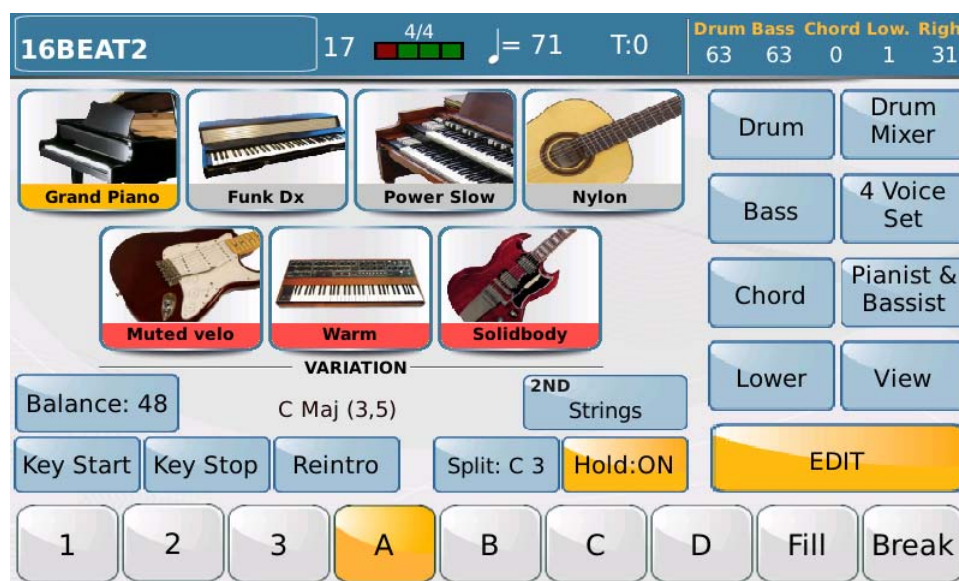 16BEAT2
17
4/4
= 71
T:0
Drum Bass Chord Low. Righ
63 63 0 1 31
Grand Piano
Funk Dx
Power Slow
Nylon
Drum
Drum
Mixer
Bass
4 Voice
Set
Muted velo
Warm
Solidbody
Chord
Pianist &
Bassist
VARIATION
Balance: 48
C Maj (3,5)
2ND
Strings
Lower
View
Key Start
Key Stop
Reintro
Split: C 3
Hold:ON
EDIT
1
2
3
A
B
C
D
Fill
Break